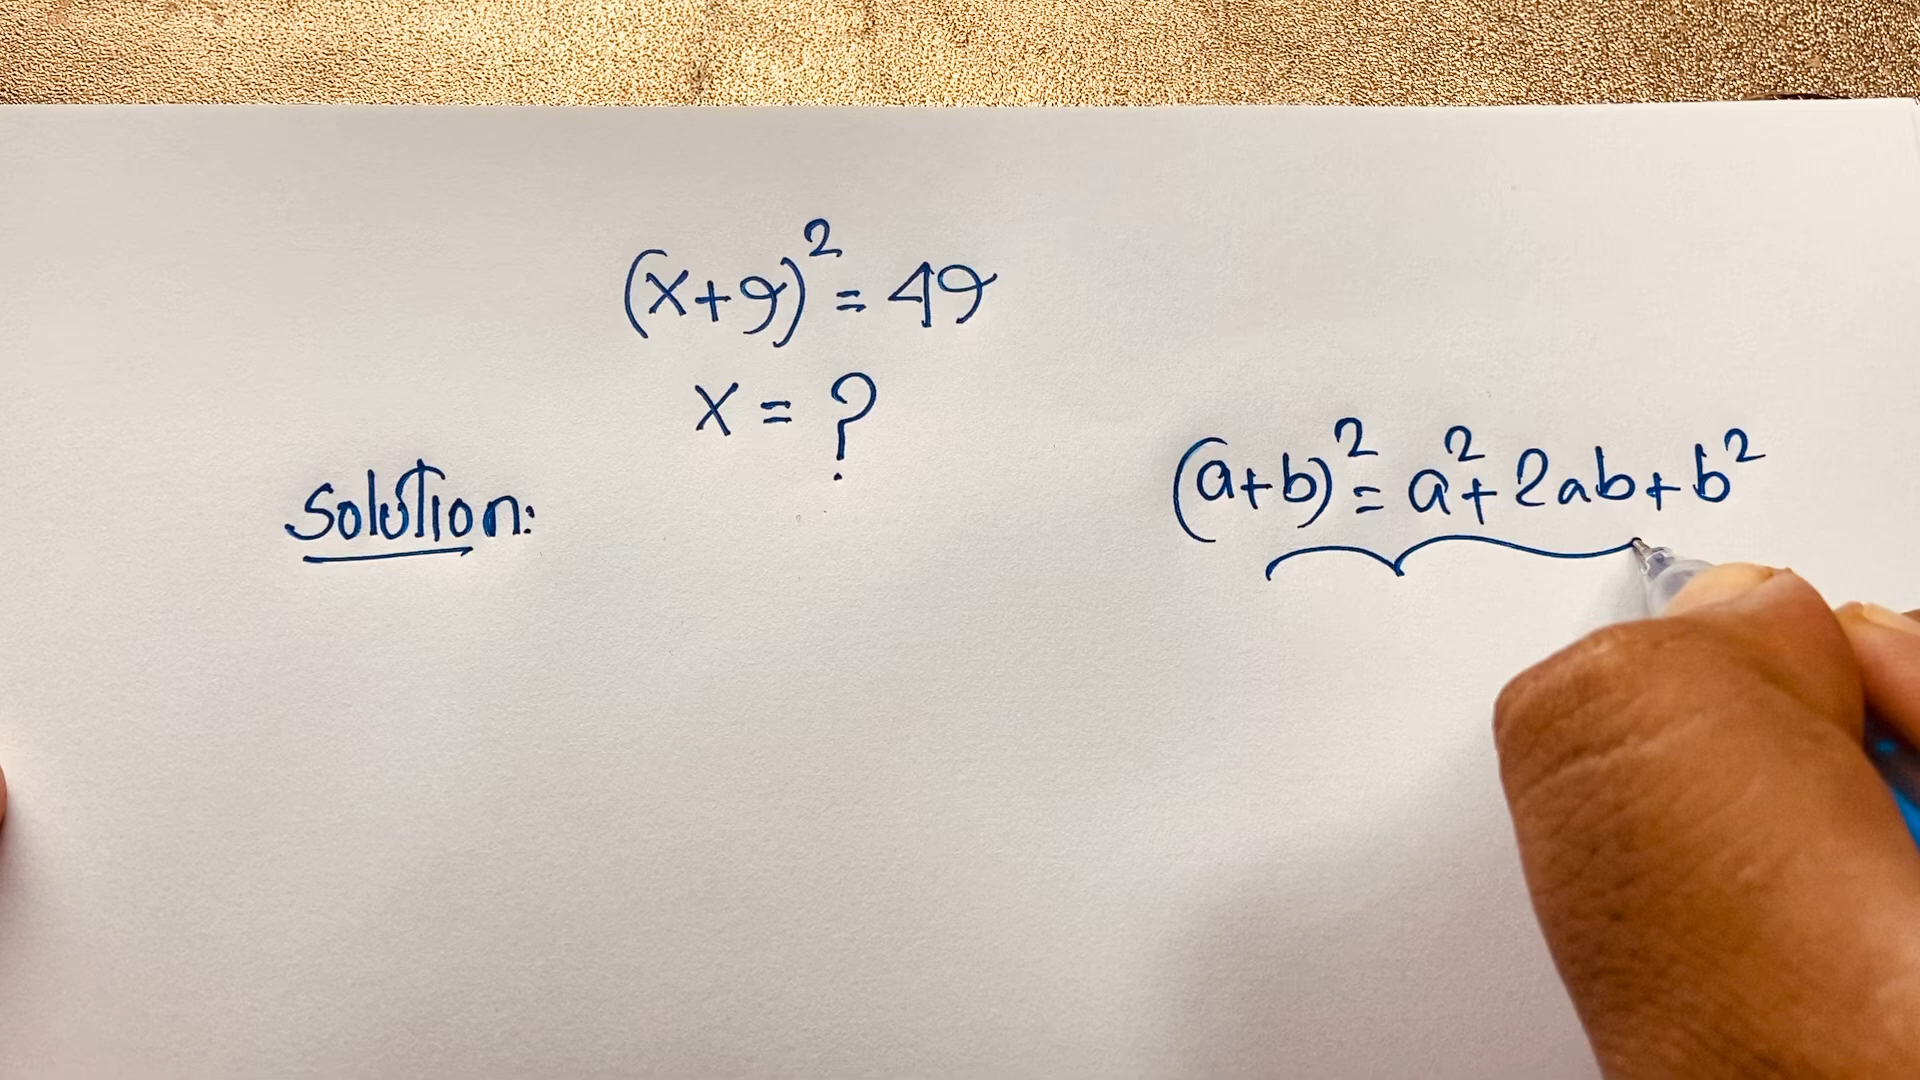 (x+9)² = 49
x = ?
Solution:
(a+b)² = a² + 2ab + b²